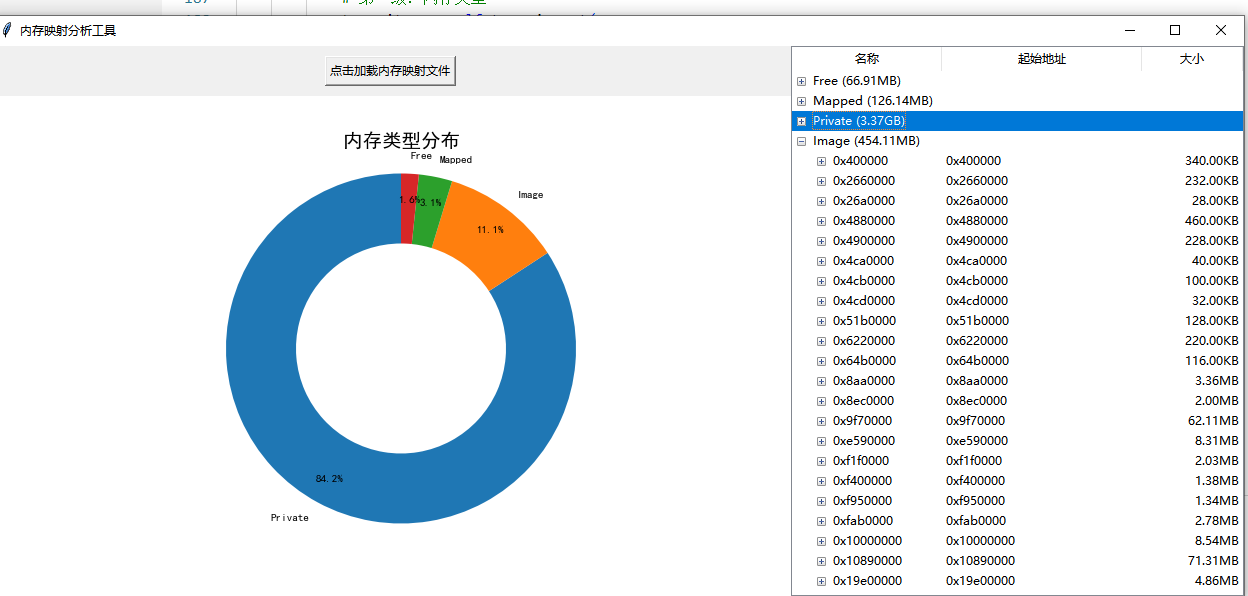 内存映射分析工具
点击加载内存映射文件
内存类型分布
Free
Mapped
Image
Private
1.6%
3.1%
11.1%
84.2%
名称 起始地址 大小
Free (66.91MB)
Mapped (126.14MB)
Private (3.37GB)
Image (454.11MB)
0x400000 0x400000 340.00KB
0x2660000 0x2660000 232.00KB
0x26a0000 0x26a0000 28.00KB
0x4880000 0x4880000 460.00KB
0x4900000 0x4900000 228.00KB
0x4ca0000 0x4ca0000 40.00KB
0x4cb0000 0x4cb0000 100.00KB
0x4cd0000 0x4cd0000 32.00KB
0x51b0000 0x51b0000 128.00KB
0x6220000 0x6220000 220.00KB
0x64b0000 0x64b0000 116.00KB
0x8aa0000 0x8aa0000 3.36MB
0x8ec0000 0x8ec0000 2.00MB
0x9f70000 0x9f70000 62.11MB
0xe590000 0xe590000 8.31MB
0xf1f0000 0xf1f0000 2.03MB
0xf400000 0xf400000 1.38MB
0xf950000 0xf950000 1.34MB
0xfab0000 0xfab0000 2.78MB
0x10000000 0x10000000 8.54MB
0x10890000 0x10890000 71.31MB
0x19e00000 0x19e00000 4.86MB